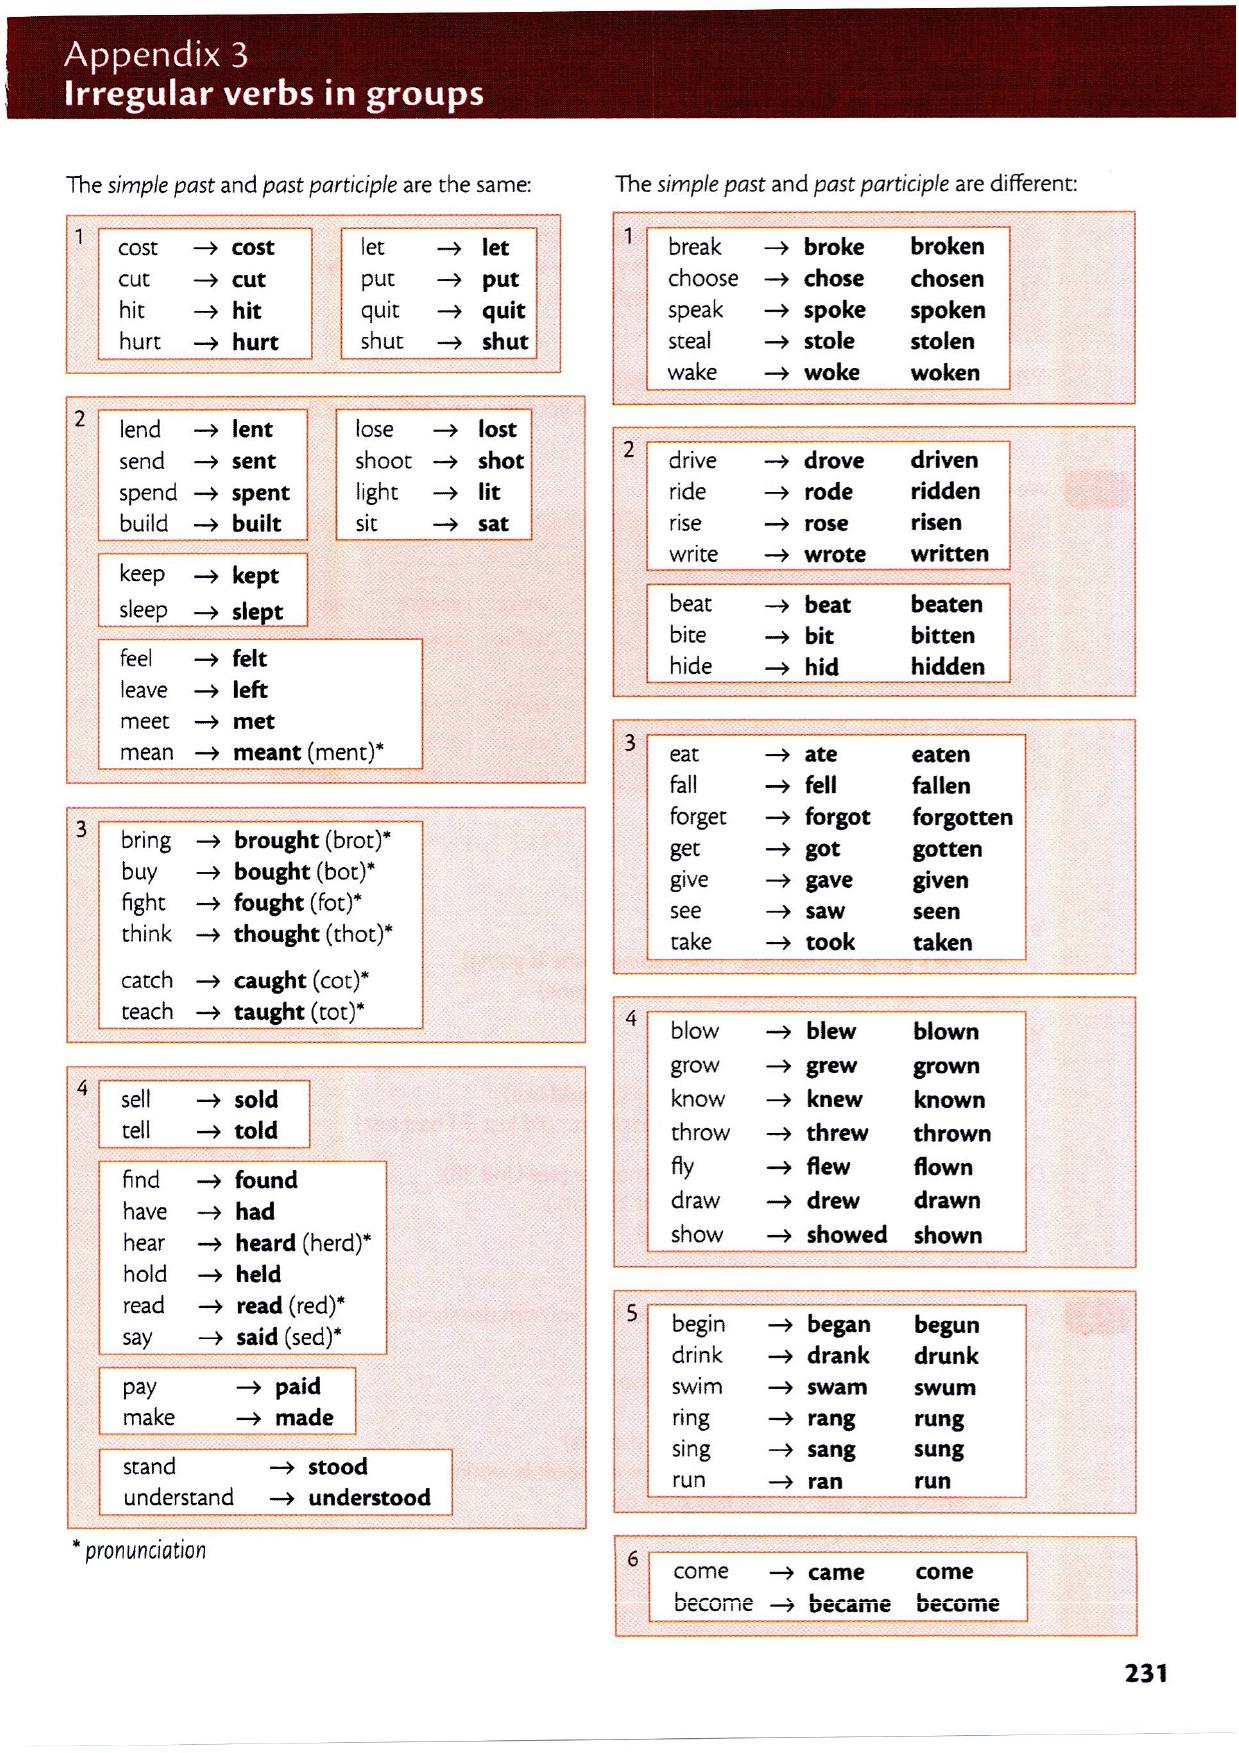 Appendix 3
Irregular verbs in groups
The simple past and past participle are the same:
1
cost → cost
cut → cut
hit → hit
hurt → hurt
let → let
put → put
quit → quit
shut → shut
2
lend → lent
send → sent
spend → spent
build → built
lose → lost
shoot → shot
light → lit
sit → sat
keep → kept
sleep → slept
feel → felt
leave → left
meet → met
mean → meant (ment)*
3
bring → brought (brot)*
buy → bought (bot)*
fight → fought (fot)*
think → thought (thot)*
catch → caught (cot)*
teach → taught (tot)*
4
sell → sold
tell → told
find → found
have → had
hear → heard (herd)*
hold → held
read → read (red)*
say → said (sed)*
pay → paid
make → made
stand → stood
understand → understood
* pronunciation
The simple past and past participle are different:
1
break → broke broken
choose → chose chosen
speak → spoke spoken
steal → stole stolen
wake → woke woken
2
drive → drove driven
ride → rode ridden
rise → rose risen
write → wrote written
beat → beat beaten
bite → bit bitten
hide → hid hidden
3
eat → ate eaten
fall → fell fallen
forget → forgot forgotten
get → got gotten
give → gave given
see → saw seen
take → took taken
4
blow → blew blown
grow → grew grown
know → knew known
throw → threw thrown
fly → flew flown
draw → drew drawn
show → showed shown
5
begin → began begun
drink → drank drunk
swim → swam swum
ring → rang rung
sing → sang sung
run → ran run
6
come → came come
become → became become
231